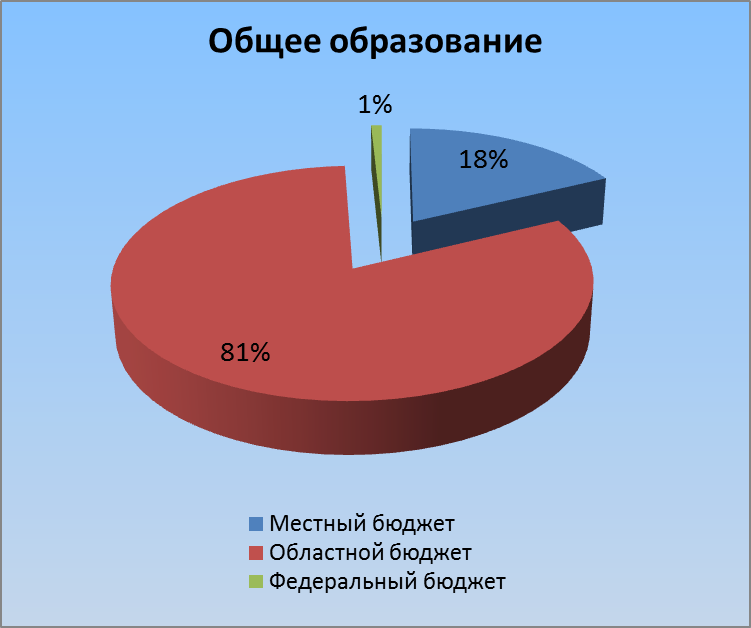 Общее образование
1%
18%
81%
Местный бюджет
Областной бюджет
Федеральный бюджет